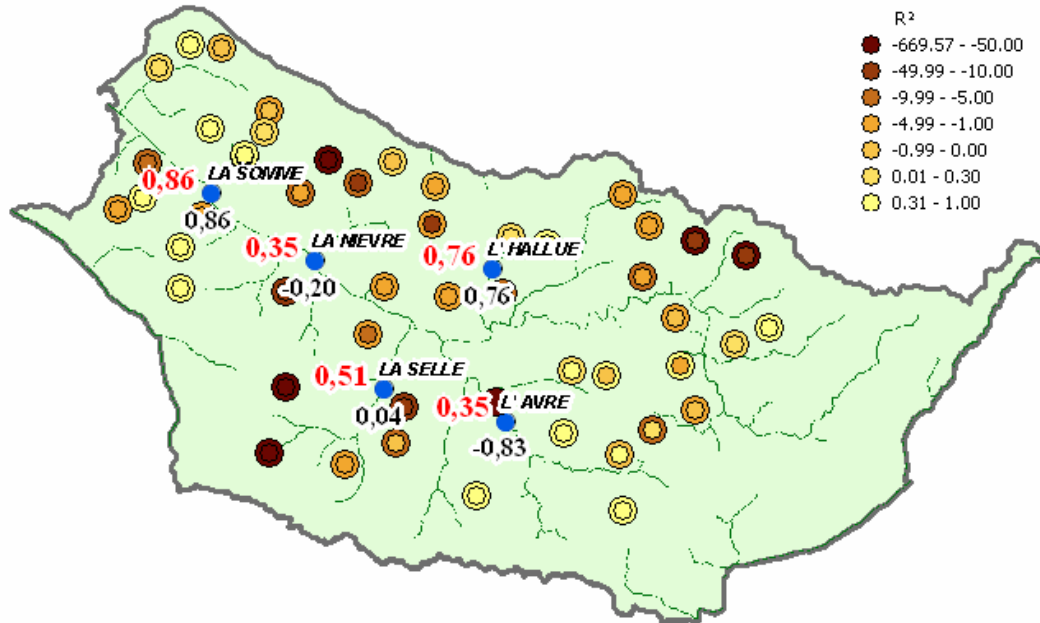 R²
-669.57 - -50.00
-49.99 - -10.00
-9.99 - -5.00
-4.99 - -1.00
-0.99 - 0.00
0.01 - 0.30
0.31 - 1.00
0,86 LA SOMME
0,86
0,35 LA NIEVRE
-0,20
0,76 L' HALLUE
0,76
0,51 LA SELLE
0,04
0,35 L' AVRE
-0,83